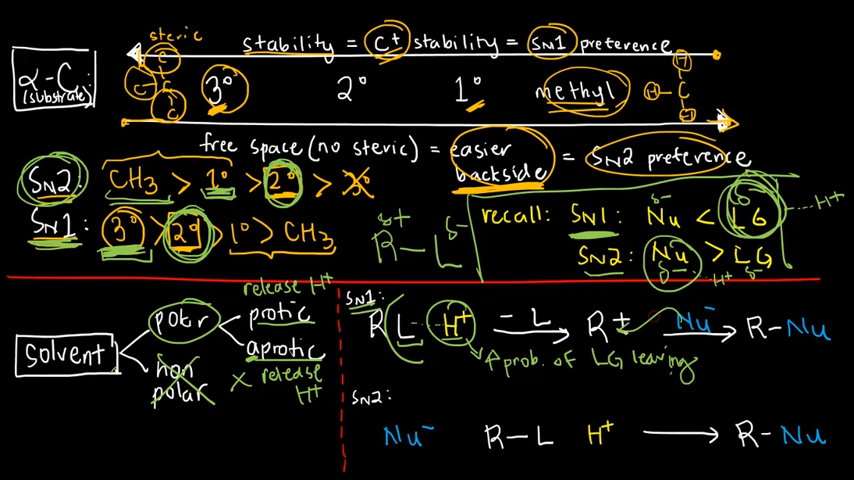 steric
stability = C+ stability = SN1 preference
α-C:
(substrate)
C
C C
C
3° 2° 1° methyl
H
H-C
H
free space (no steric) = easier backside = SN2 preference
SN2: CH3 > 1° > 2° > 3°
SN1: 3° > 2° > 1° > CH3
δ+ δ-
R-L
recall: SN1: Nu < LG δ- δ- H+
SN2: Nu > LG
δ- H+ δ-
Solvent
polar
non polar
release H+
protic
aprotic
x release H+
SN1:
R L H+ -L → R+ Nu- → R-Nu
↑ prob. of LG leaving
SN2:
Nu- R-L H+ → R-Nu